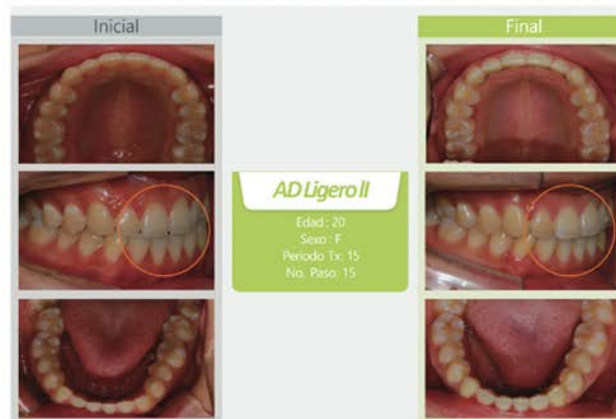 Inicial
Final
AD Ligero II
Edad : 20
Sexo : F
Periodo Tx: 15
No. Paso: 15